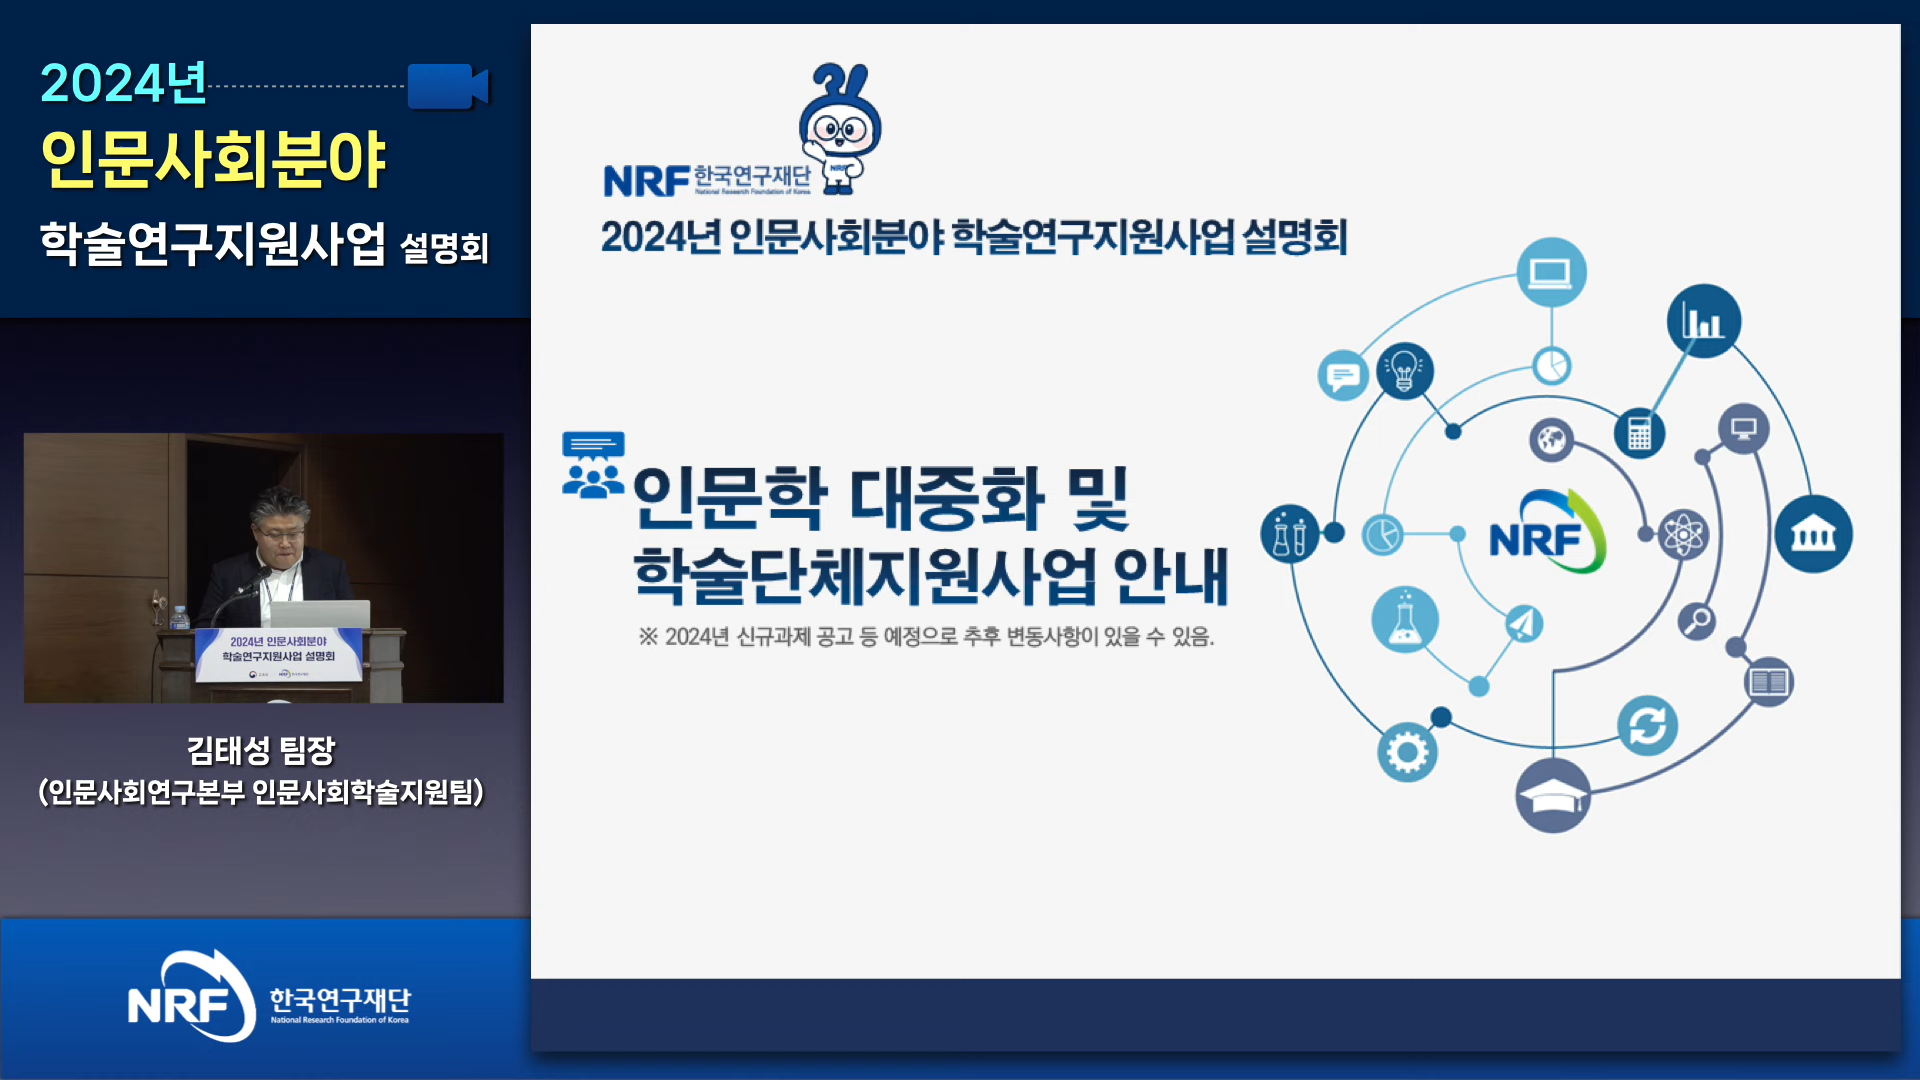 2024년
인문사회분야
학술연구지원사업 설명회
2024년 인문사회분야
학술연구지원사업 설명회
김태성 팀장
(인문사회연구본부 인문사회학술지원팀)
NRF 한국연구재단
National Research Foundation of Korea
NRF 한국연구재단
National Research Foundation of Korea
NRF
2024년 인문사회분야 학술연구지원사업 설명회
인문학 대중화 및
학술단체지원사업 안내
※ 2024년 신규과제 공고 등 예정으로 추후 변동사항이 있을 수 있음.
NRF